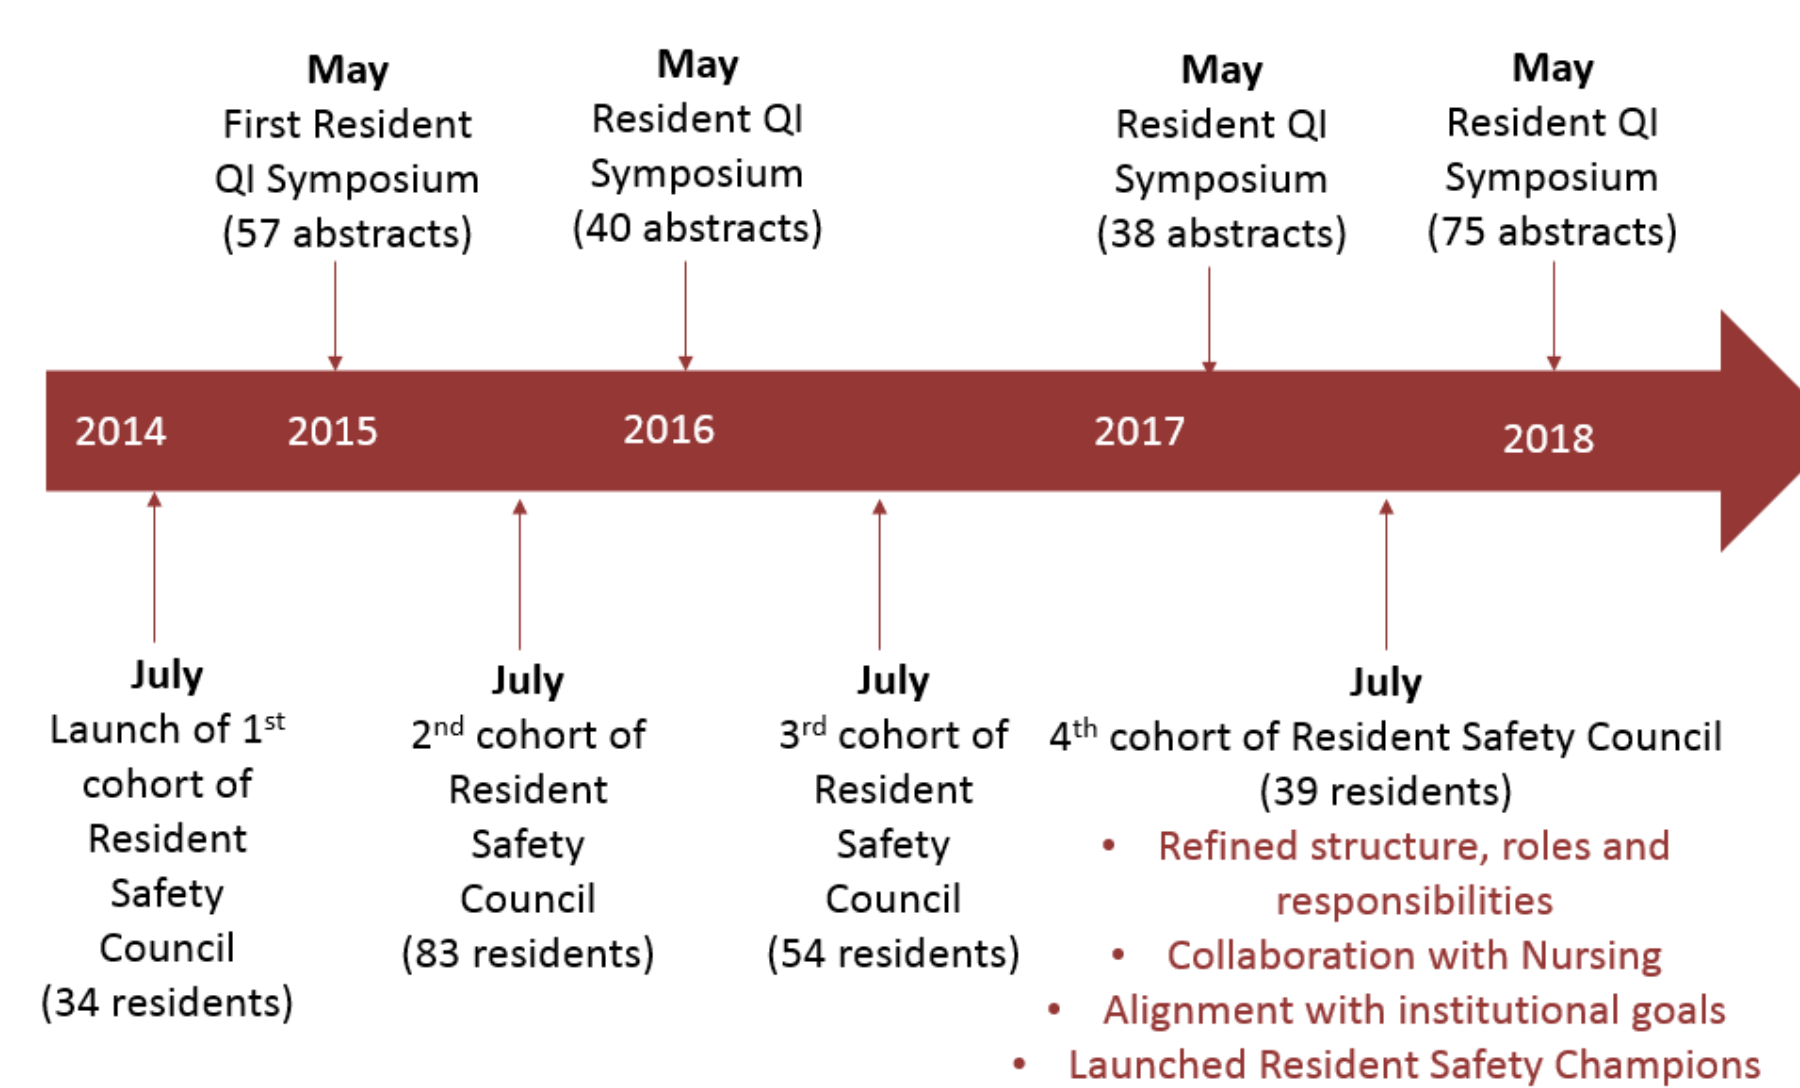 May
First Resident
QI Symposium
(57 abstracts)
May
Resident QI
Symposium
(40 abstracts)
May
Resident QI
Symposium
(38 abstracts)
May
Resident QI
Symposium
(75 abstracts)
2014
2015
2016
2017
2018
July
Launch of 1st
cohort of
Resident
Safety
Council
(34 residents)
July
2nd cohort of
Resident
Safety
Council
(83 residents)
July
3rd cohort of
Resident
Safety
Council
(54 residents)
July
4th cohort of Resident Safety Council
(39 residents)
• Refined structure, roles and
responsibilities
• Collaboration with Nursing
• Alignment with institutional goals
• Launched Resident Safety Champions